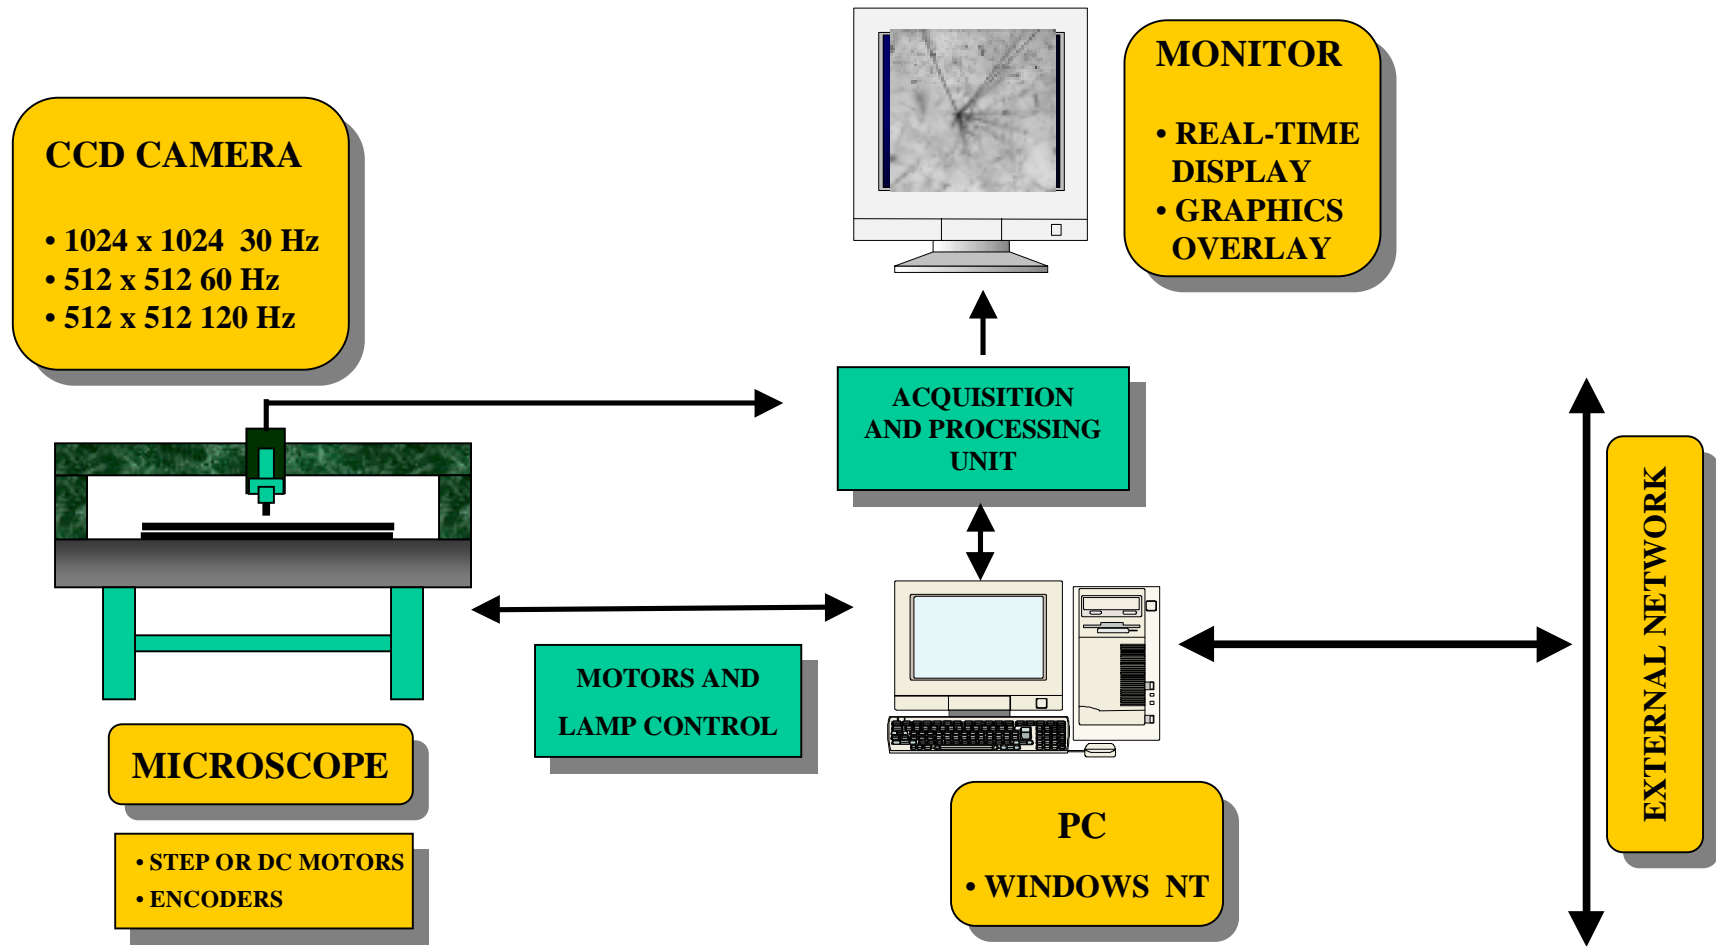 CCD CAMERA
• 1024 x 1024  30 Hz
• 512 x 512 60 Hz
• 512 x 512 120 Hz
MONITOR
• REAL-TIME
DISPLAY
• GRAPHICS
OVERLAY
ACQUISITION
AND PROCESSING
UNIT
MOTORS AND
LAMP CONTROL
MICROSCOPE
• STEP OR DC MOTORS
• ENCODERS
PC
• WINDOWS  NT
EXTERNAL NETWORK